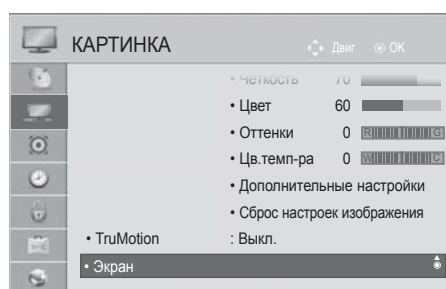 КАРТИНКА Двиг OK
• Четкость 70
• Цвет 60
• Оттенки 0 R G
• Цв.темп-ра 0 W C
• Дополнительные настройки
• Сброс настроек изображения
• TruMotion : Выкл.
• Экран